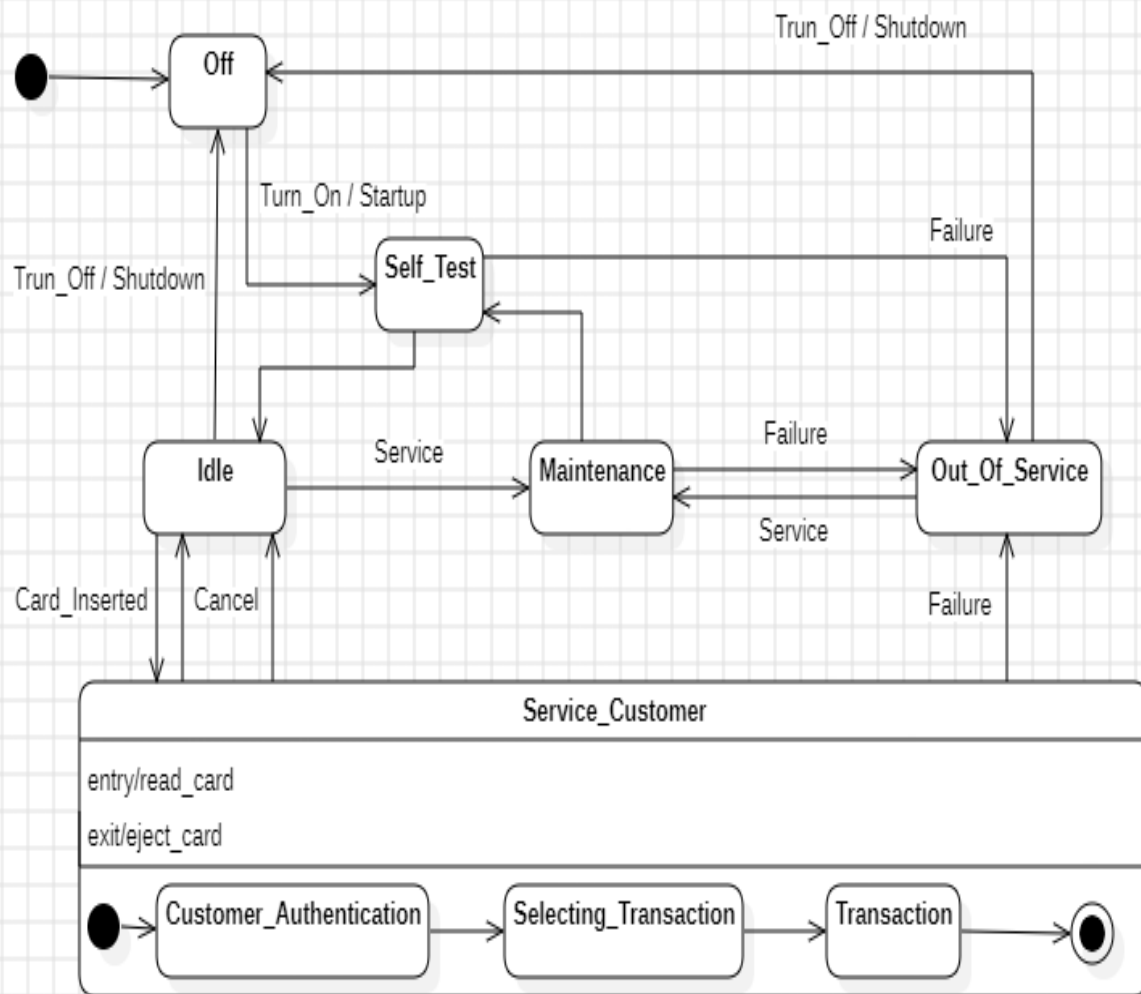 Trun_Off / Shutdown
Off
Turn_On / Startup
Failure
Self_Test
Trun_Off / Shutdown
Failure
Service
Idle
Maintenance
Out_Of_Service
Service
Card_Inserted
Cancel
Failure
Service_Customer
entry/read_card
exit/eject_card
Customer_Authentication
Selecting_Transaction
Transaction